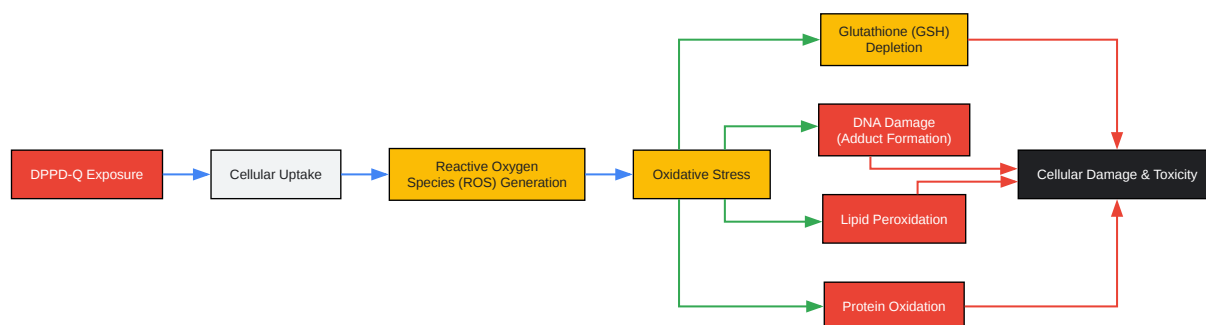 DPPD-Q Exposure
Cellular Uptake
Reactive Oxygen
Species (ROS) Generation
Oxidative Stress
Glutathione (GSH)
Depletion
DNA Damage
(Adduct Formation)
Lipid Peroxidation
Protein Oxidation
Cellular Damage & Toxicity